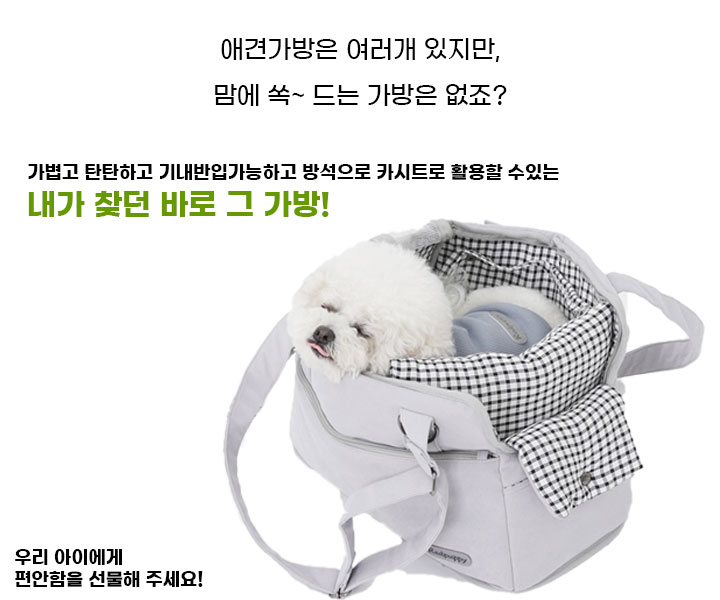 애견가방은 여러개 있지만,
맘에 쏙~ 드는 가방은 없죠?
가볍고 탄탄하고 기내반입가능하고 방석으로 카시트로 활용할 수있는
내가 찾던 바로 그 가방!
우리 아이에게
편안함을 선물해 주세요!